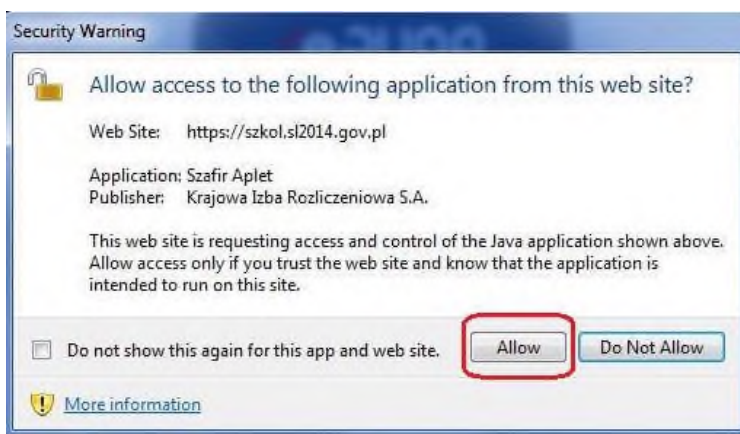 Security Warning
Allow access to the following application from this web site?
Web Site: https://szkol.sl2014.gov.pl
Application: Szafir Aplet
Publisher: Krajowa Izba Rozliczeniowa S.A.
This web site is requesting access and control of the Java application shown above.
Allow access only if you trust the web site and know that the application is
intended to run on this site.
Do not show this again for this app and web site. Allow Do Not Allow
More information